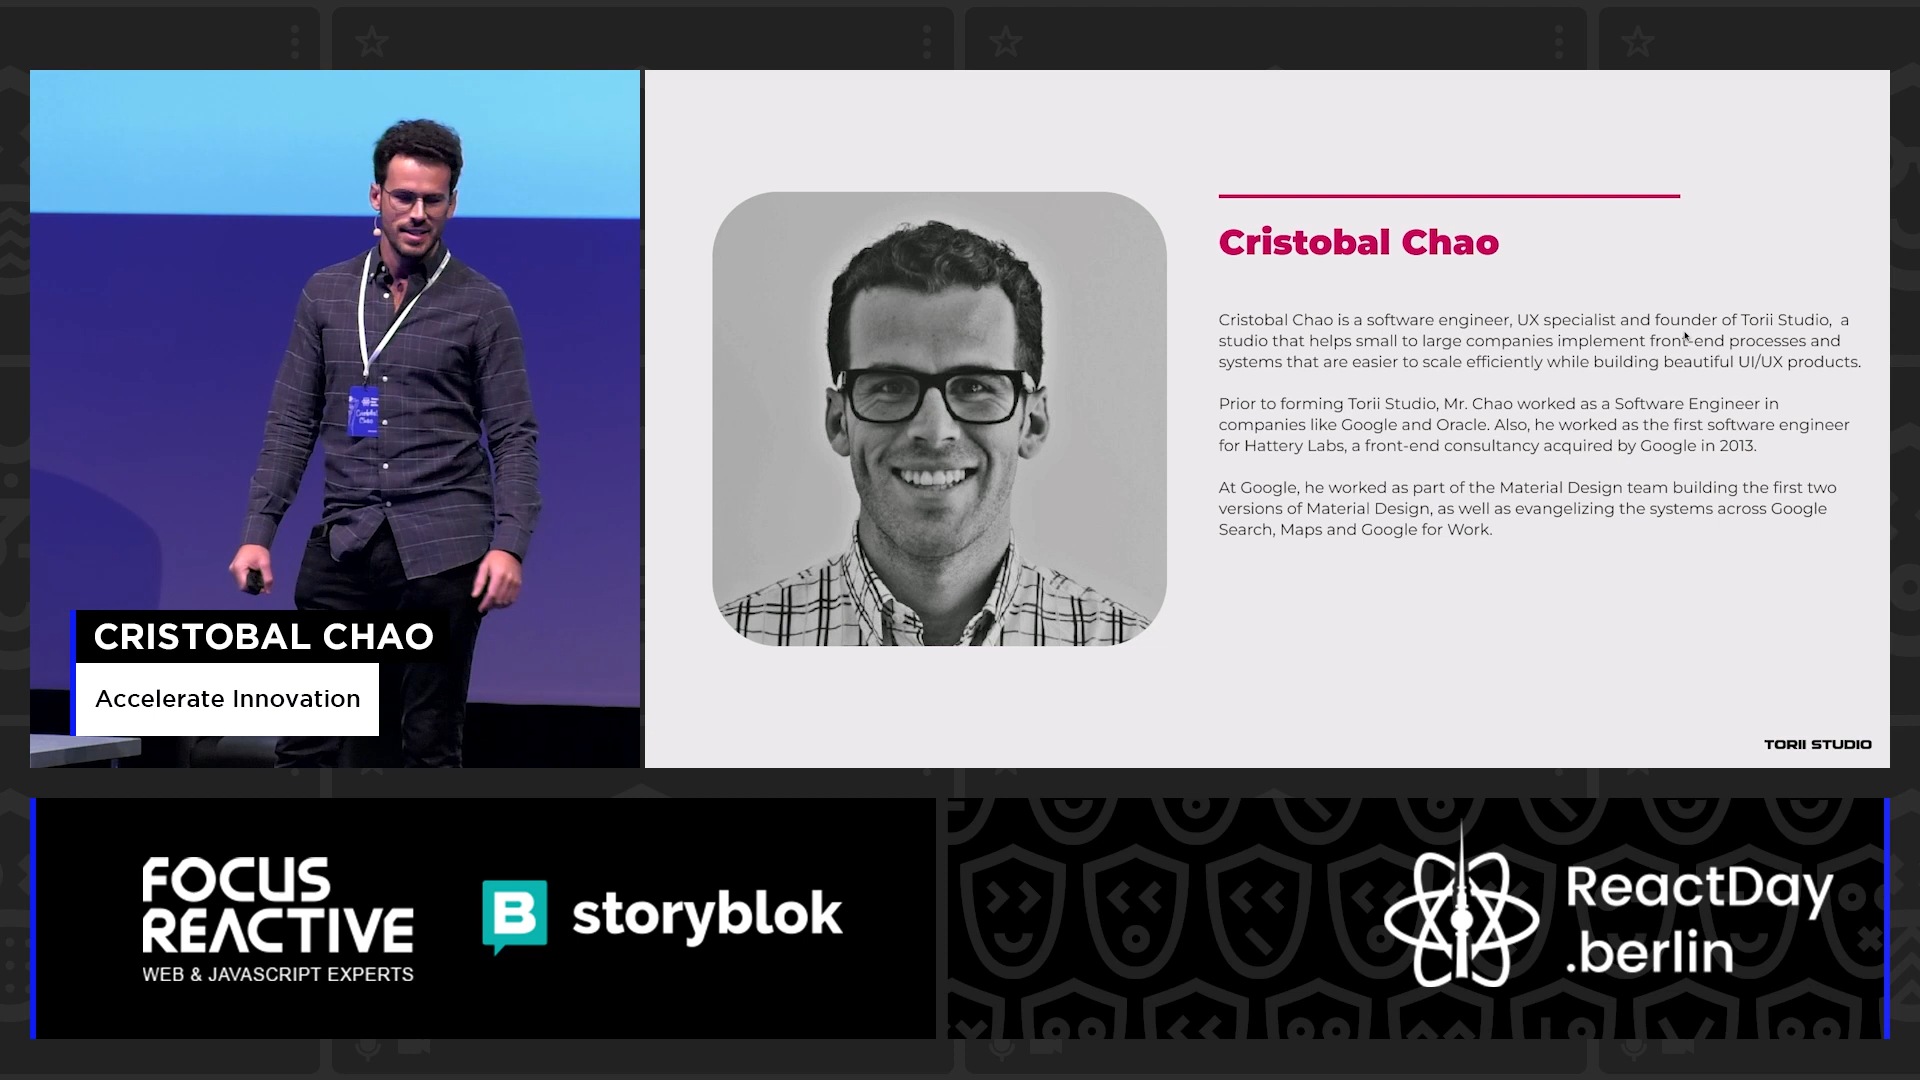 Cristobal Chao
Cristobal Chao is a software engineer, UX specialist and founder of Torii Studio,  a
studio that helps small to large companies implement front-end processes and
systems that are easier to scale efficiently while building beautiful UI/UX products.
Prior to forming Torii Studio, Mr. Chao worked as a Software Engineer in
companies like Google and Oracle. Also, he worked as the first software engineer
for Hattery Labs, a front-end consultancy acquired by Google in 2013.
At Google, he worked as part of the Material Design team building the first two
versions of Material Design, as well as evangelizing the systems across Google
Search, Maps and Google for Work.
TORII STUDIO
Cristobal
Chao
CRISTOBAL CHAO
Accelerate Innovation
FOCUS
REACTIVE
WEB & JAVASCRIPT EXPERTS
B storyblok
ReactDay
.berlin